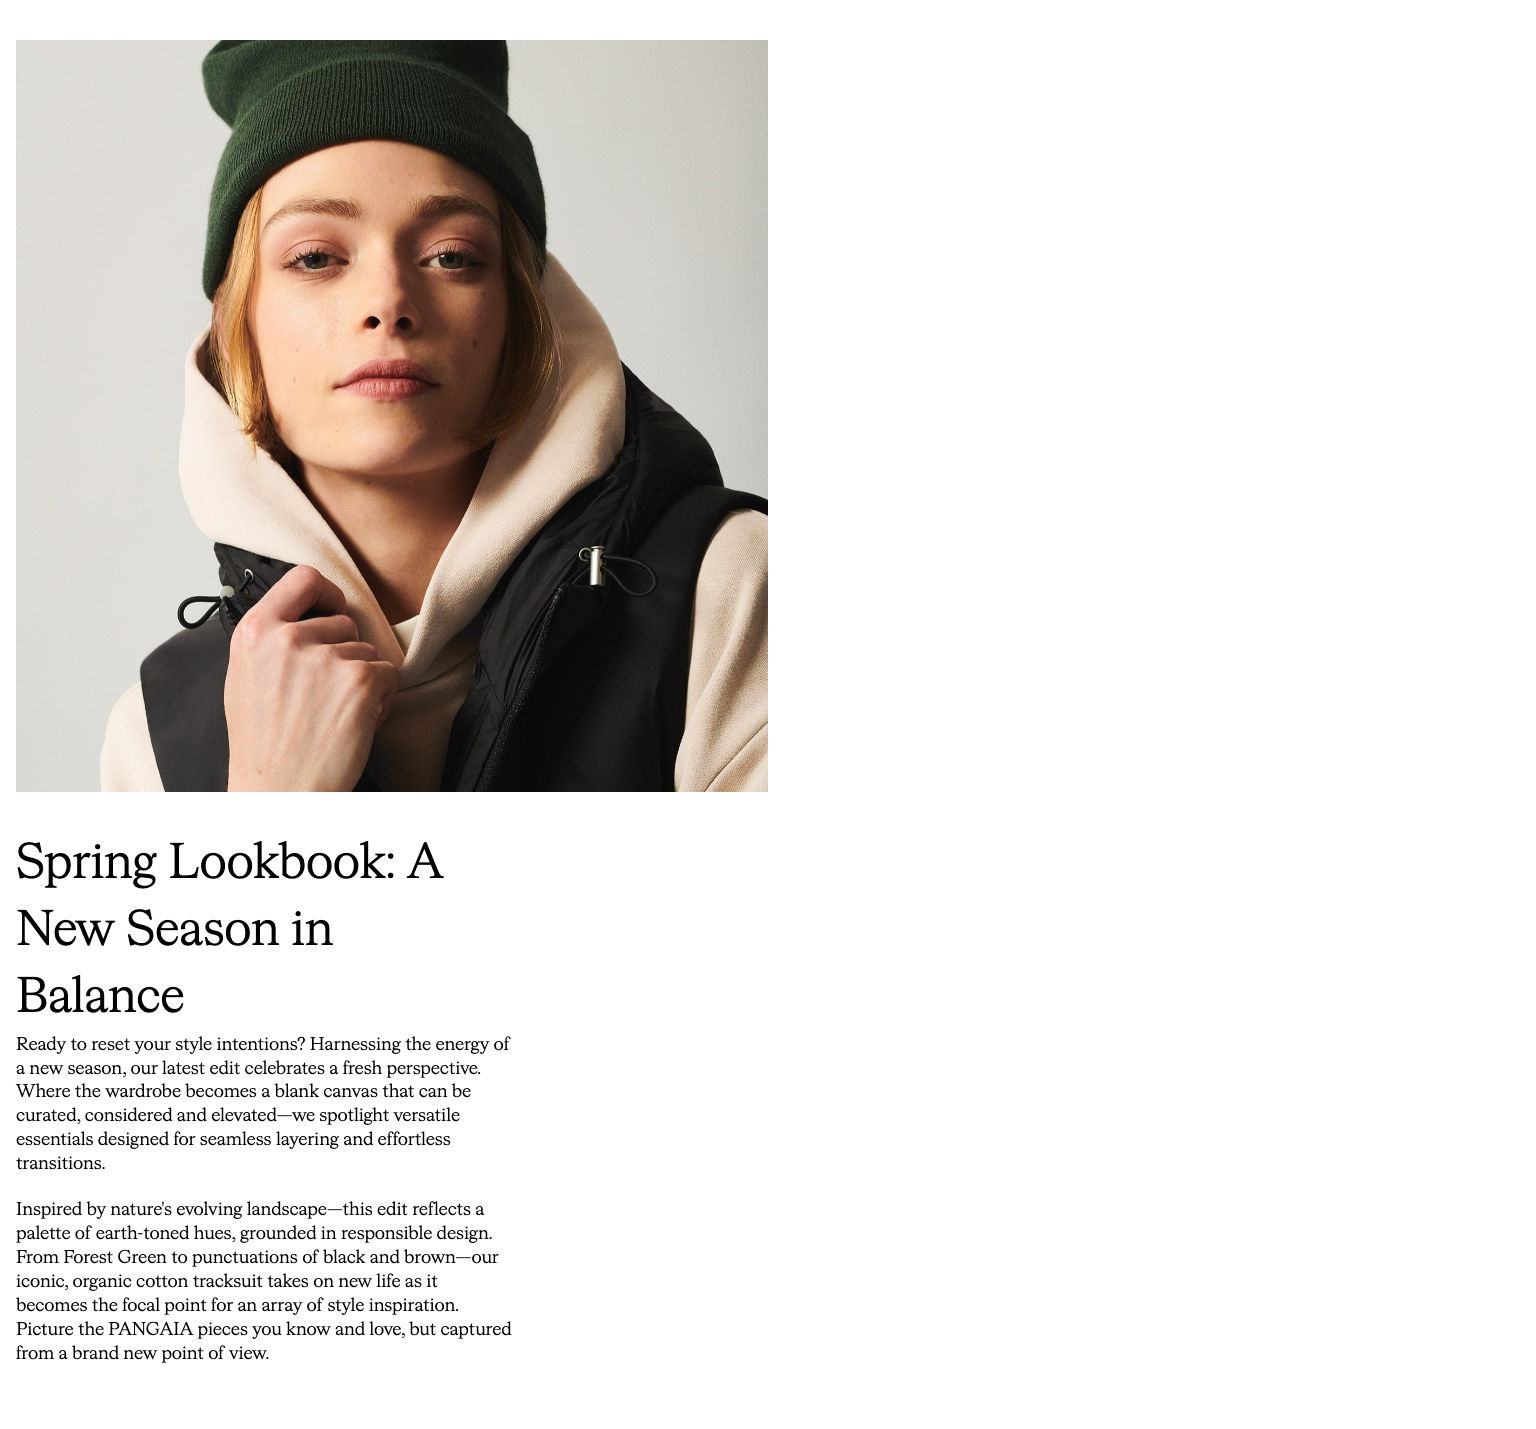 Spring Lookbook: A
New Season in
Balance
Ready to reset your style intentions? Harnessing the energy of
a new season, our latest edit celebrates a fresh perspective.
Where the wardrobe becomes a blank canvas that can be
curated, considered and elevated—we spotlight versatile
essentials designed for seamless layering and effortless
transitions.
Inspired by nature's evolving landscape—this edit reflects a
palette of earth-toned hues, grounded in responsible design.
From Forest Green to punctuations of black and brown—our
iconic, organic cotton tracksuit takes on new life as it
becomes the focal point for an array of style inspiration.
Picture the PANGAIA pieces you know and love, but captured
from a brand new point of view.